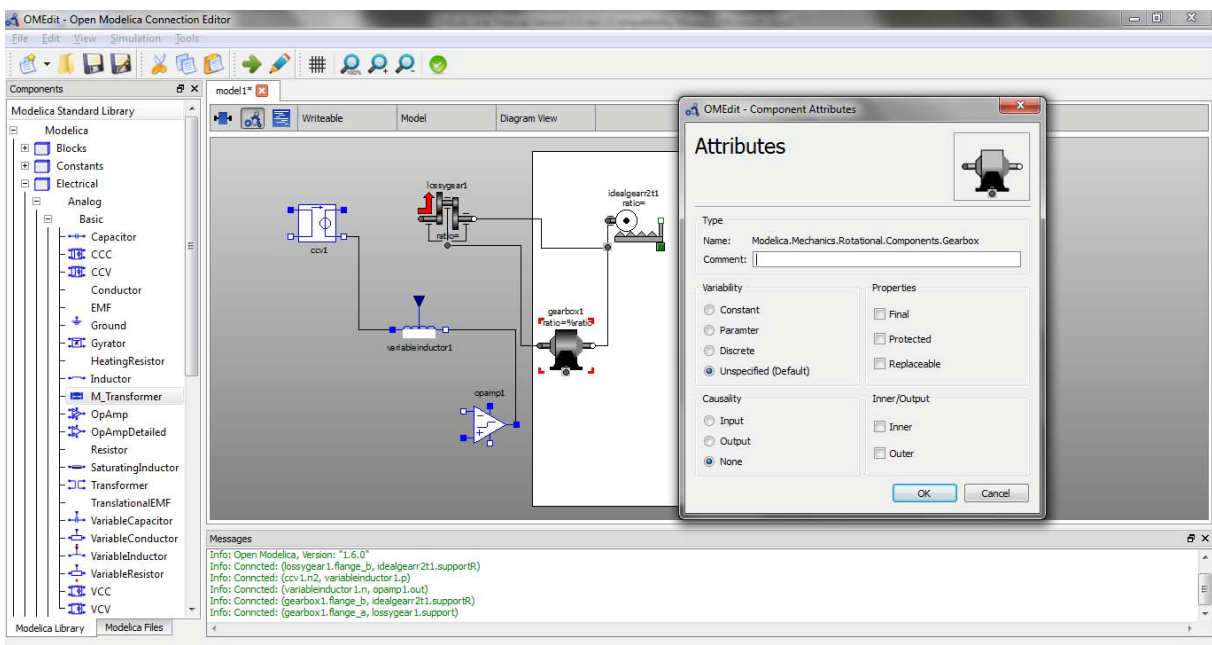 OMEdit - Open Modelica Connection Editor
File Edit View Simulation Tools
100%
Components
model1*
Modelica Standard Library
Modelica
Blocks
Constants
Electrical
Analog
Basic
Capacitor
CCC
CCV
Conductor
EMF
Ground
Gyrator
HeatingResistor
Inductor
M_Transformer
OpAmp
OpAmpDetailed
Resistor
SaturatingInductor
Transformer
TranslationalEMF
VariableCapacitor
VariableConductor
VariableInductor
VariableResistor
VCC
VCV
Modelica Library Modelica Files
Writeable Model Diagram View
lossygear1
ratio=
idealgearr2t1
ratio=
ccv1
gearbox1
ratio=%ratio
variableinductor1
opamp1
OMEdit - Component Attributes
Attributes
Type
Name: Modelica.Mechanics.Rotational.Components.Gearbox
Comment:
Variability
Constant
Paramter
Discrete
Unspecified (Default)
Properties
Final
Protected
Replaceable
Causality
Input
Output
None
Inner/Output
Inner
Outer
OK Cancel
Messages
Info: Open Modelica, Version: "1.6.0"
Info: Conncted: (lossygear1.flange_b, idealgearr2t1.supportR)
Info: Conncted: (ccv1.n2, variableinductor1.p)
Info: Conncted: (variableinductor1.n, opamp1.out)
Info: Conncted: (gearbox1.flange_b, idealgearr2t1.supportR)
Info: Conncted: (gearbox1.flange_a, lossygear1.support)